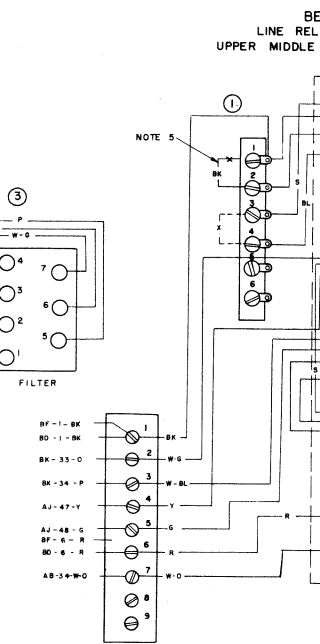 BE
LINE REL
UPPER MIDDLE
1
NOTE 5
X
BK
1
2
3
4
5
6
X
S
BL
3
P
W-G
4
3
2
1
7
6
5
FILTER
S
BF-1-BK
BD-1-BK
BK-33-O
BK-34-P
AJ-47-Y
AJ-48-G
BF-6-R
BD-6-R
AB-34-W-O
1
2
3
4
5
6
7
8
9
BK
W-G
W-BL
Y
G
R
W-O
R